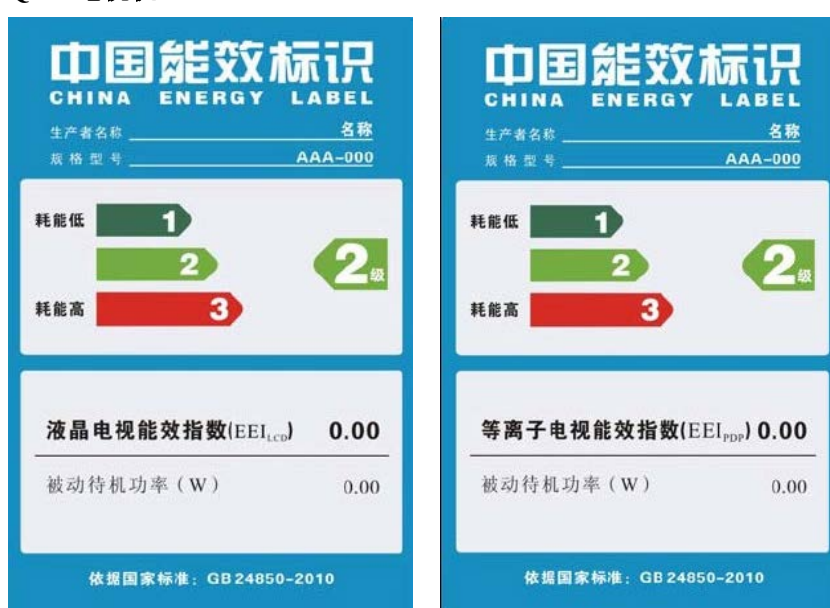 中国能效标识
CHINA ENERGY LABEL
生产者名称 名称
规格型号 AAA-000
耗能低 1
2
2级
耗能高 3
液晶电视能效指数(EEILCD) 0.00
被动待机功率(W) 0.00
依据国家标准:GB 24850-2010
中国能效标识
CHINA ENERGY LABEL
生产者名称 名称
规格型号 AAA-000
耗能低 1
2
2级
耗能高 3
等离子电视能效指数(EEIPDP) 0.00
被动待机功率(W) 0.00
依据国家标准:GB 24850-2010